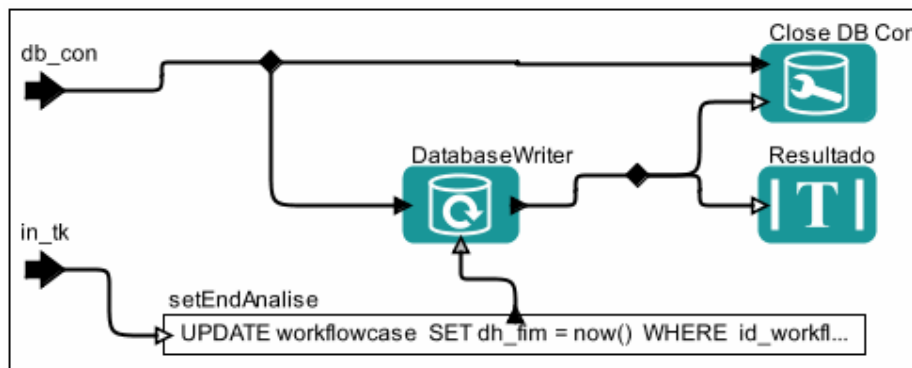 db_con
Close DB Con
DatabaseWriter
Resultado
T
in_tk
setEndAnalise
UPDATE workflowcase SET dh_fim = now() WHERE id_workfl...